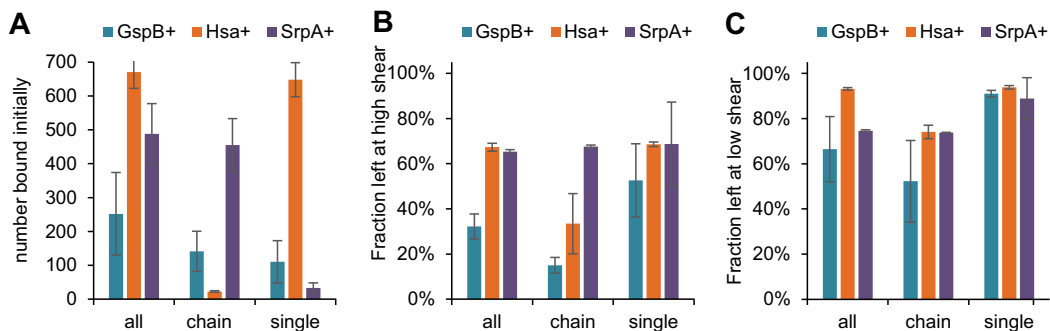 A
GspB+ Hsa+ SrpA+
number bound initially
700
600
500
400
300
200
100
0
all chain single
B
GspB+ Hsa+ SrpA+
Fraction left at high shear
100%
80%
60%
40%
20%
0%
all chain single
C
GspB+ Hsa+ SrpA+
Fraction left at low shear
100%
80%
60%
40%
20%
0%
all chain single